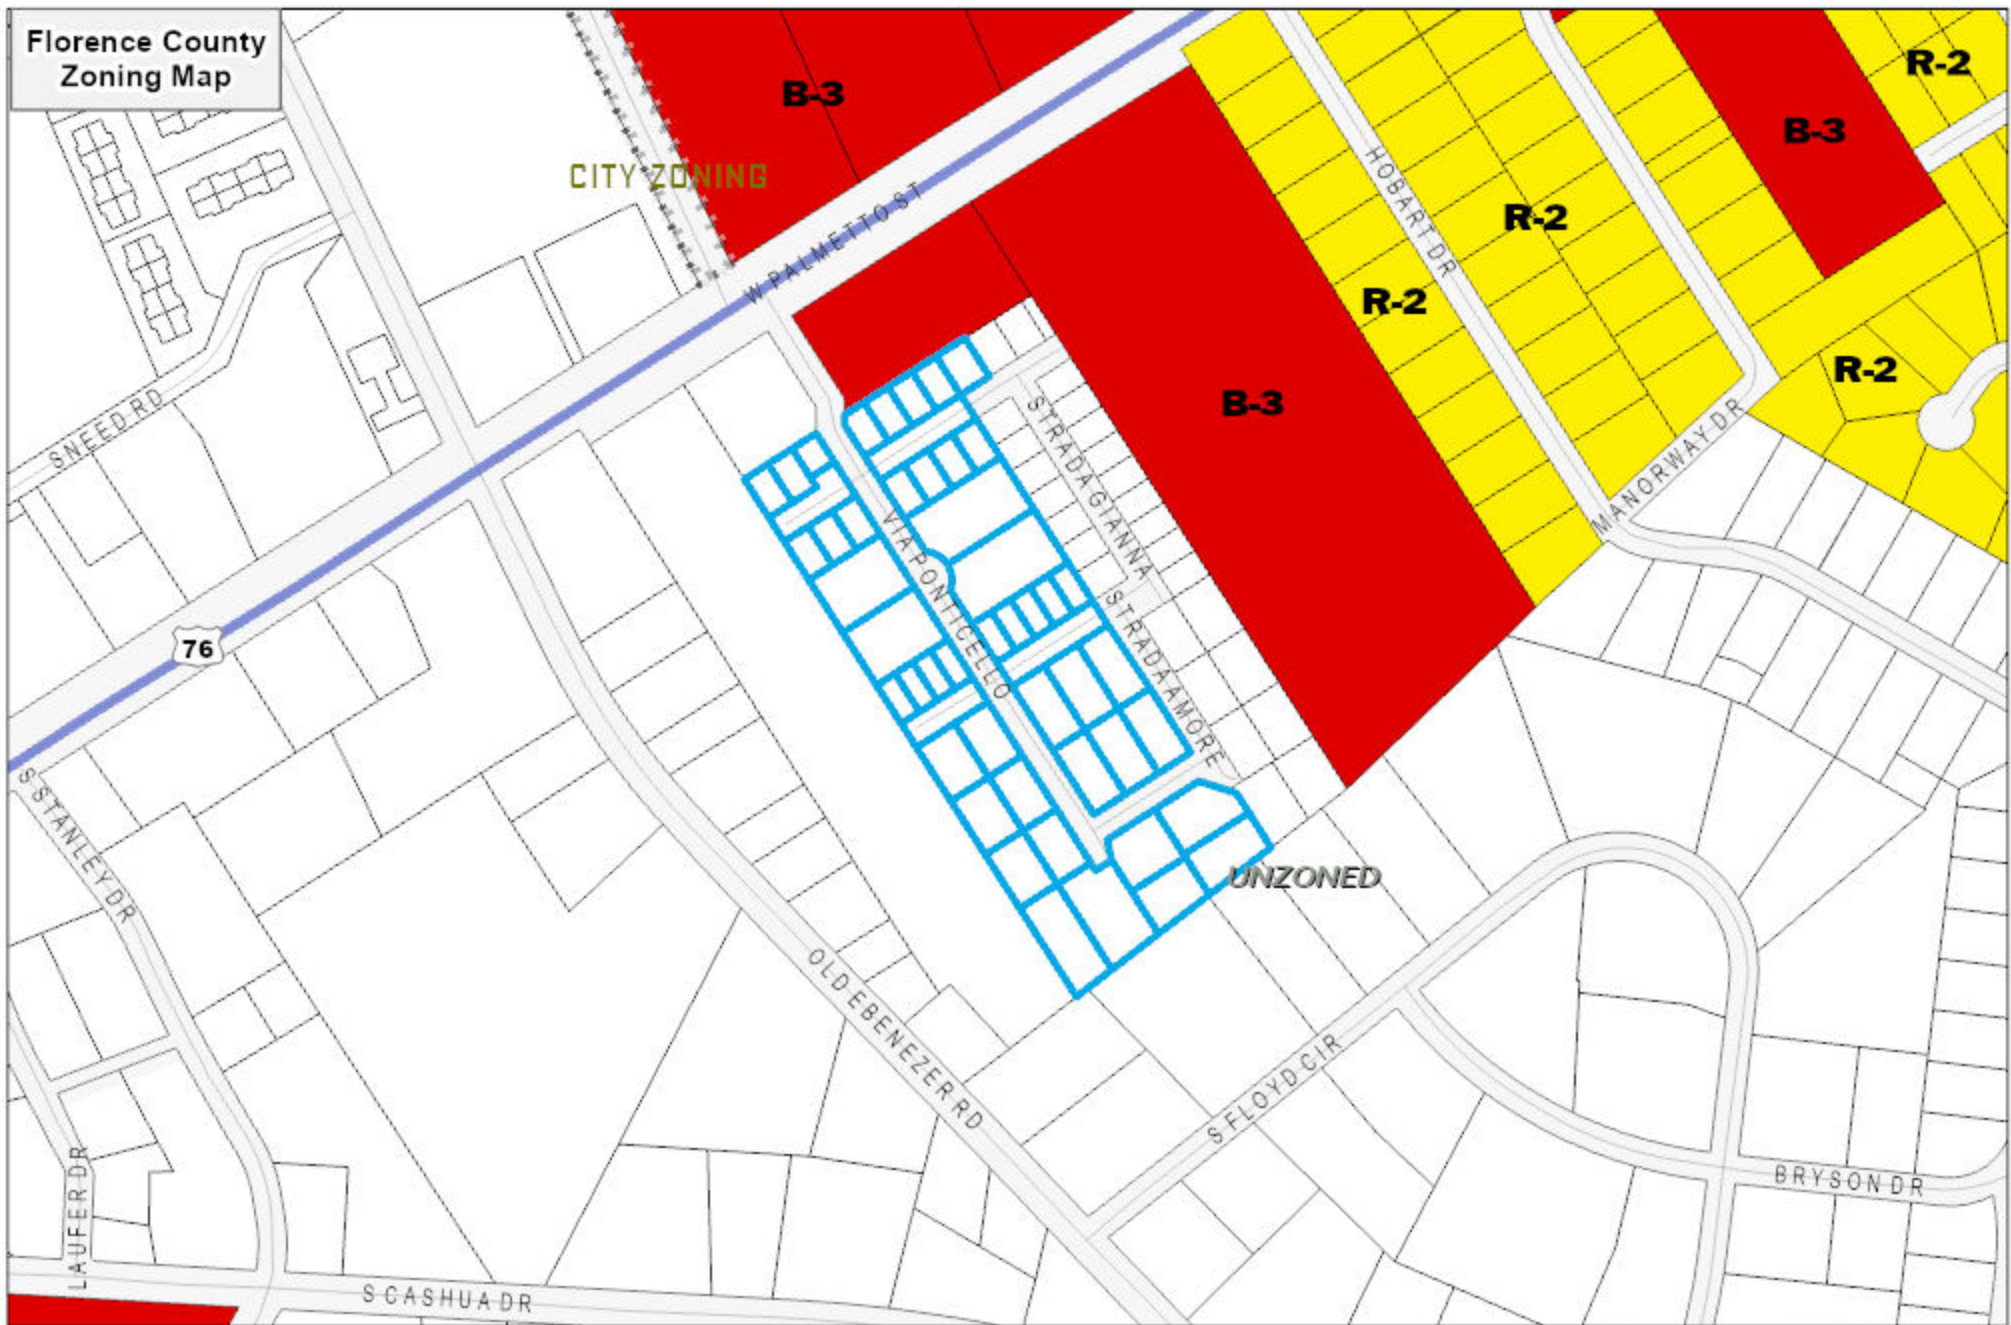 Florence County
Zoning Map
B-3
R-2
B-3
CITY ZONING
HOBART DR
R-2
W PALMETTO ST
R-2
R-2
B-3
SNEED RD
STRADA GIANNA
MANORWAY DR
VIA PONTICELLO
76
STRADA AMORE
S STANLEY DR
UNZONED
OLD EBENEZER RD
S FLOYD CIR
BRYSON DR
LAUFER DR
S CASHUA DR